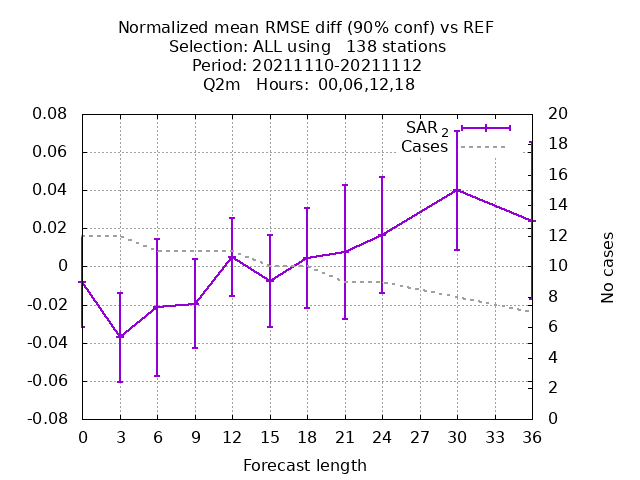 Normalized mean RMSE diff (90% conf) vs REF
Selection: ALL using   138 stations
Period: 20211110-20211112
Q2m   Hours:  00,06,12,18
0.08
0.06
0.04
0.02
0
-0.02
-0.04
-0.06
-0.08
SAR 2
Cases
20
18
16
14
12
10
8
6
4
2
0
No cases
0 3 6 9 12 15 18 21 24 27 30 33 36
Forecast length